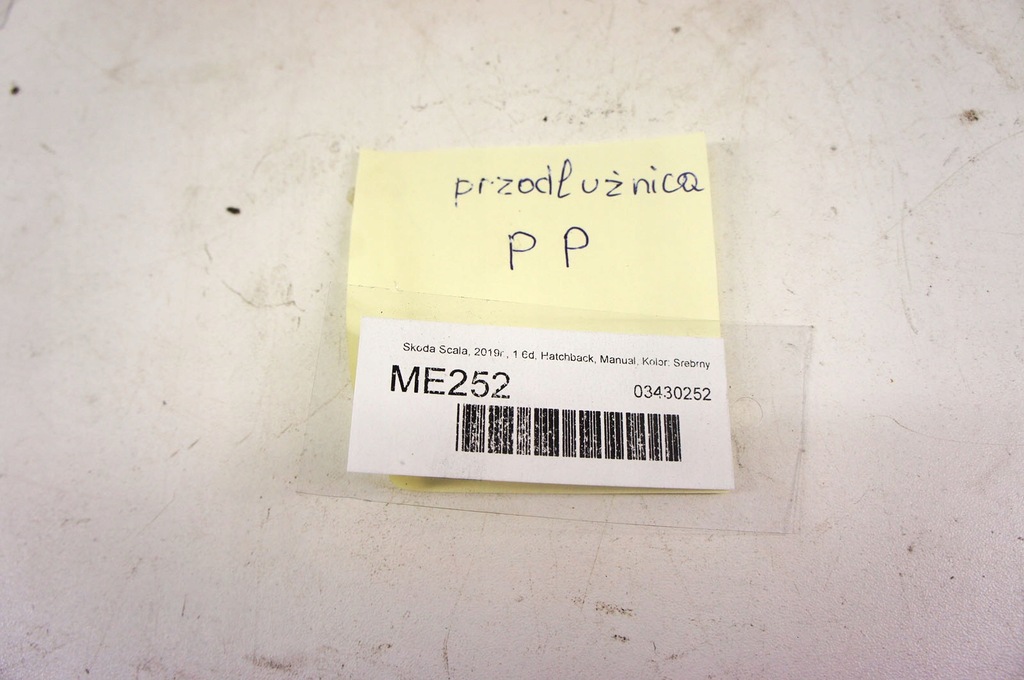 przodłużnica
P P
Skoda Scala, 2019r., 1.6d, Hatchback, Manual, Kolor: Srebrny
ME252 03430252